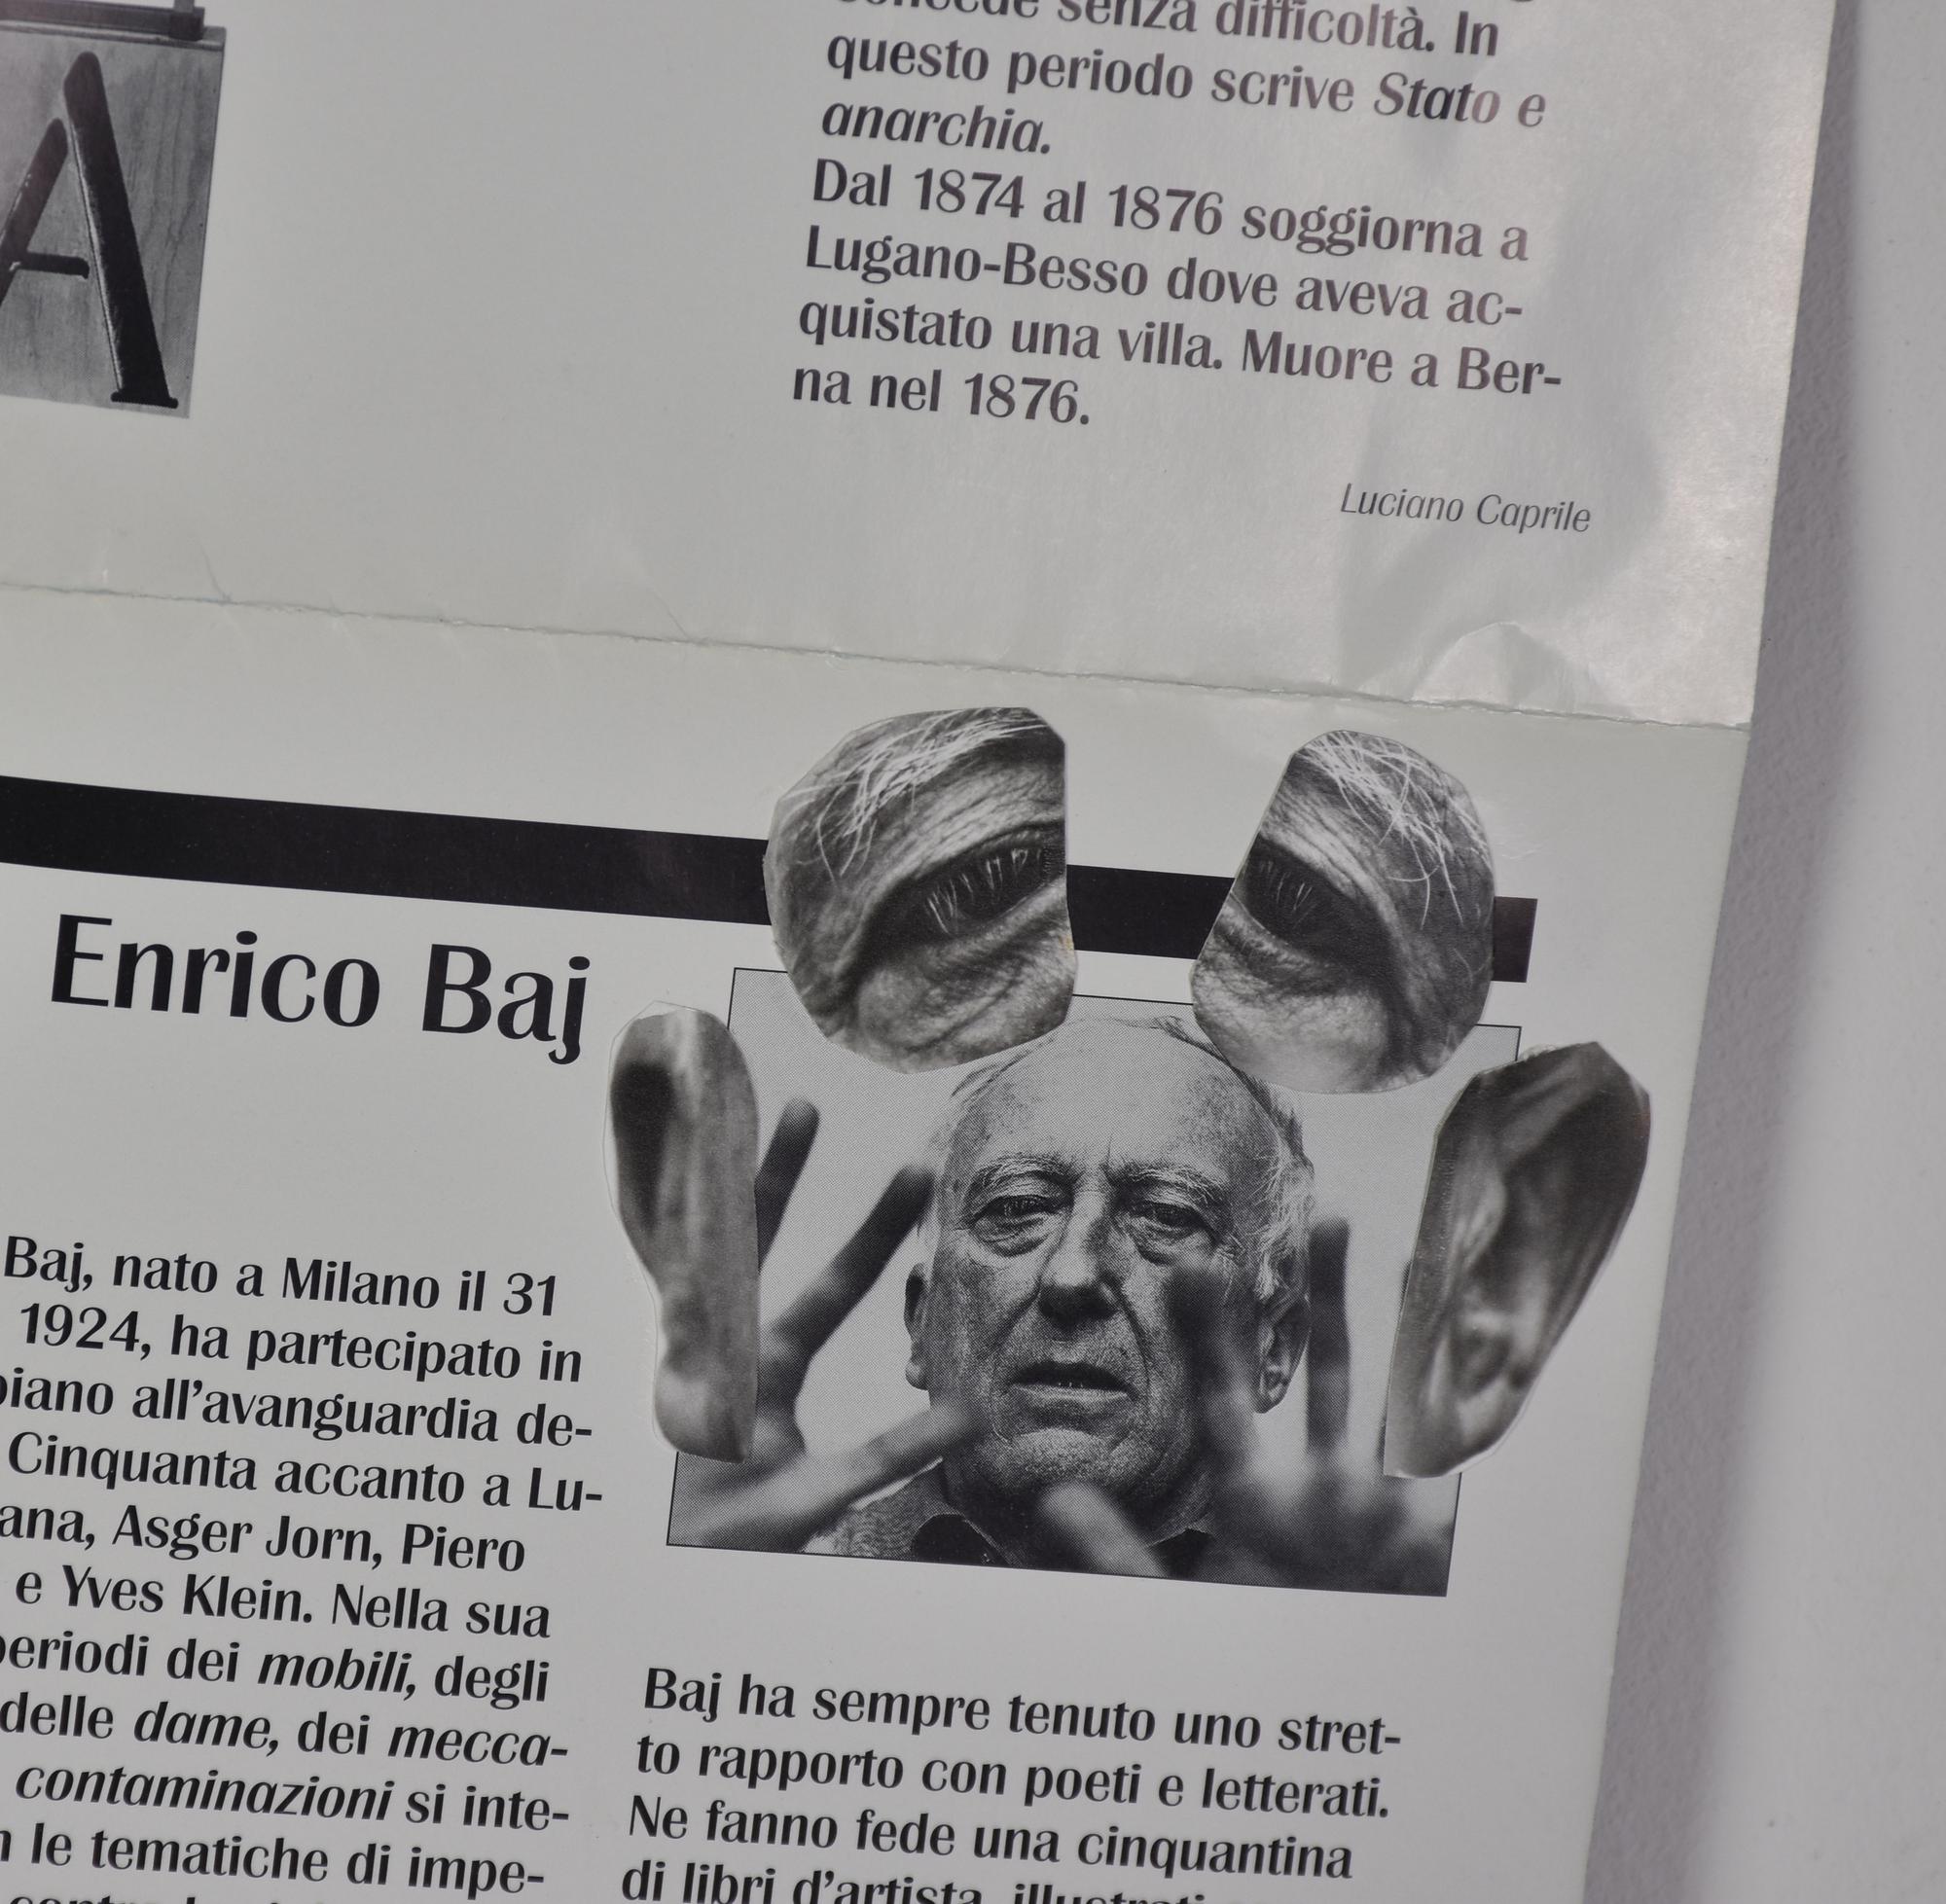 A
senza difficoltà. In
questo periodo scrive Stato e
anarchia.
Dal 1874 al 1876 soggiorna a
Lugano-Besso dove aveva ac-
quistato una villa. Muore a Ber-
na nel 1876.
Luciano Caprile
Enrico Baj
Baj, nato a Milano il 31
1924, ha partecipato in
piano all’avanguardia de-
Cinquanta accanto a Lu-
ana, Asger Jorn, Piero
e Yves Klein. Nella sua
periodi dei mobili, degli
delle dame, dei mecca-
contaminazioni si inte-
le tematiche di impe-
Baj ha sempre tenuto uno stret-
to rapporto con poeti e letterati.
Ne fanno fede una cinquantina
di libri d’artista, illustrati